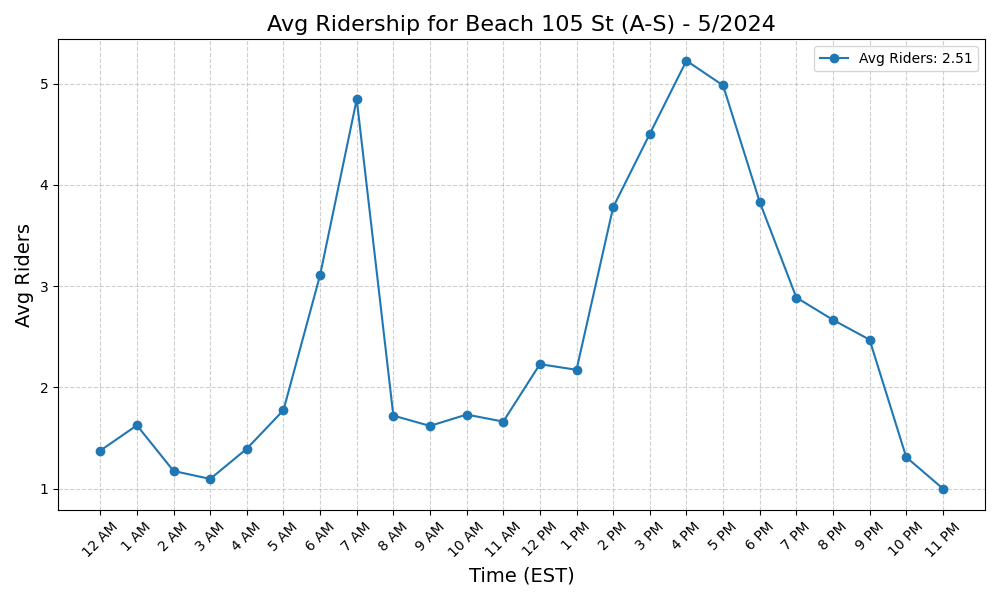 Avg Ridership for Beach 105 St (A-S) - 5/2024
Avg Riders: 2.51
Avg Riders
5
4
3
2
1
12 AM
1 AM
2 AM
3 AM
4 AM
5 AM
6 AM
7 AM
8 AM
9 AM
10 AM
11 AM
12 PM
1 PM
2 PM
3 PM
4 PM
5 PM
6 PM
7 PM
8 PM
9 PM
10 PM
11 PM
Time (EST)